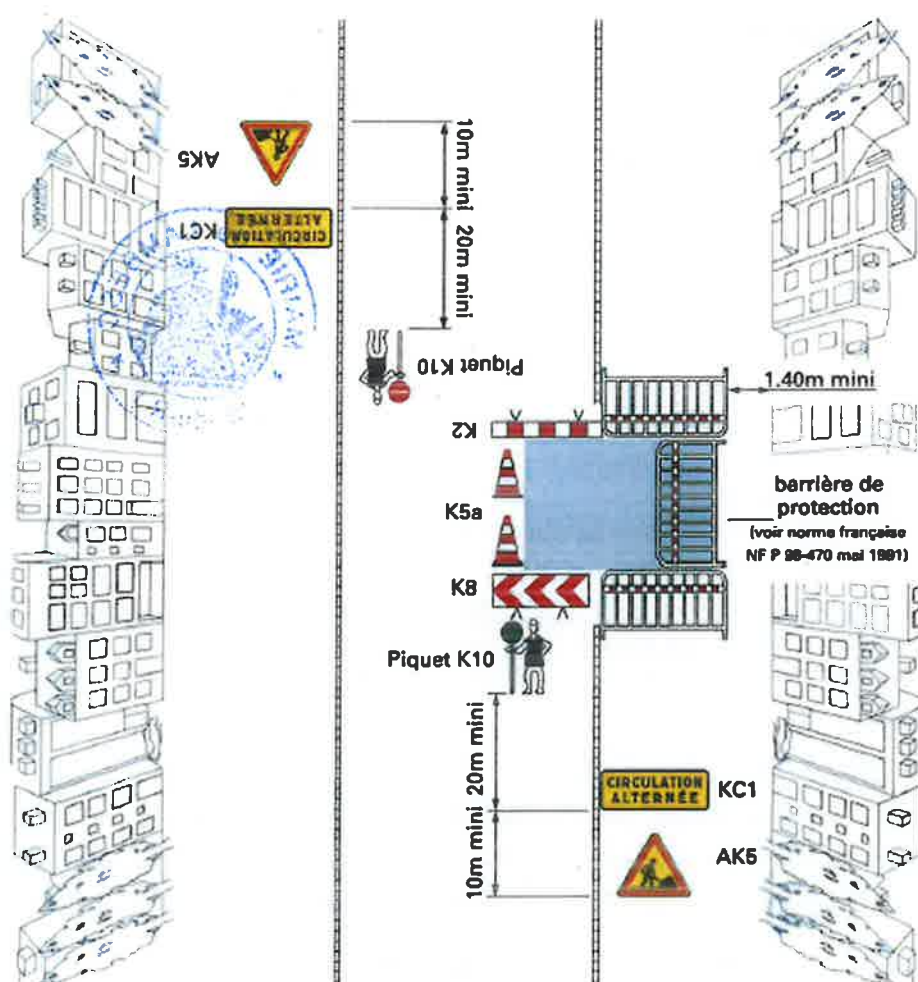 10m mini
AK5
CIRCULATION
ALTERNÉE
KC1
20m mini
Piquet K10
1.40m mini
K2
K5a
barrière de
protection
(voir norme française
NF P 98-470 mai 1991)
K8
Piquet K10
20m mini
CIRCULATION
ALTERNÉE
KC1
10m mini
AK5